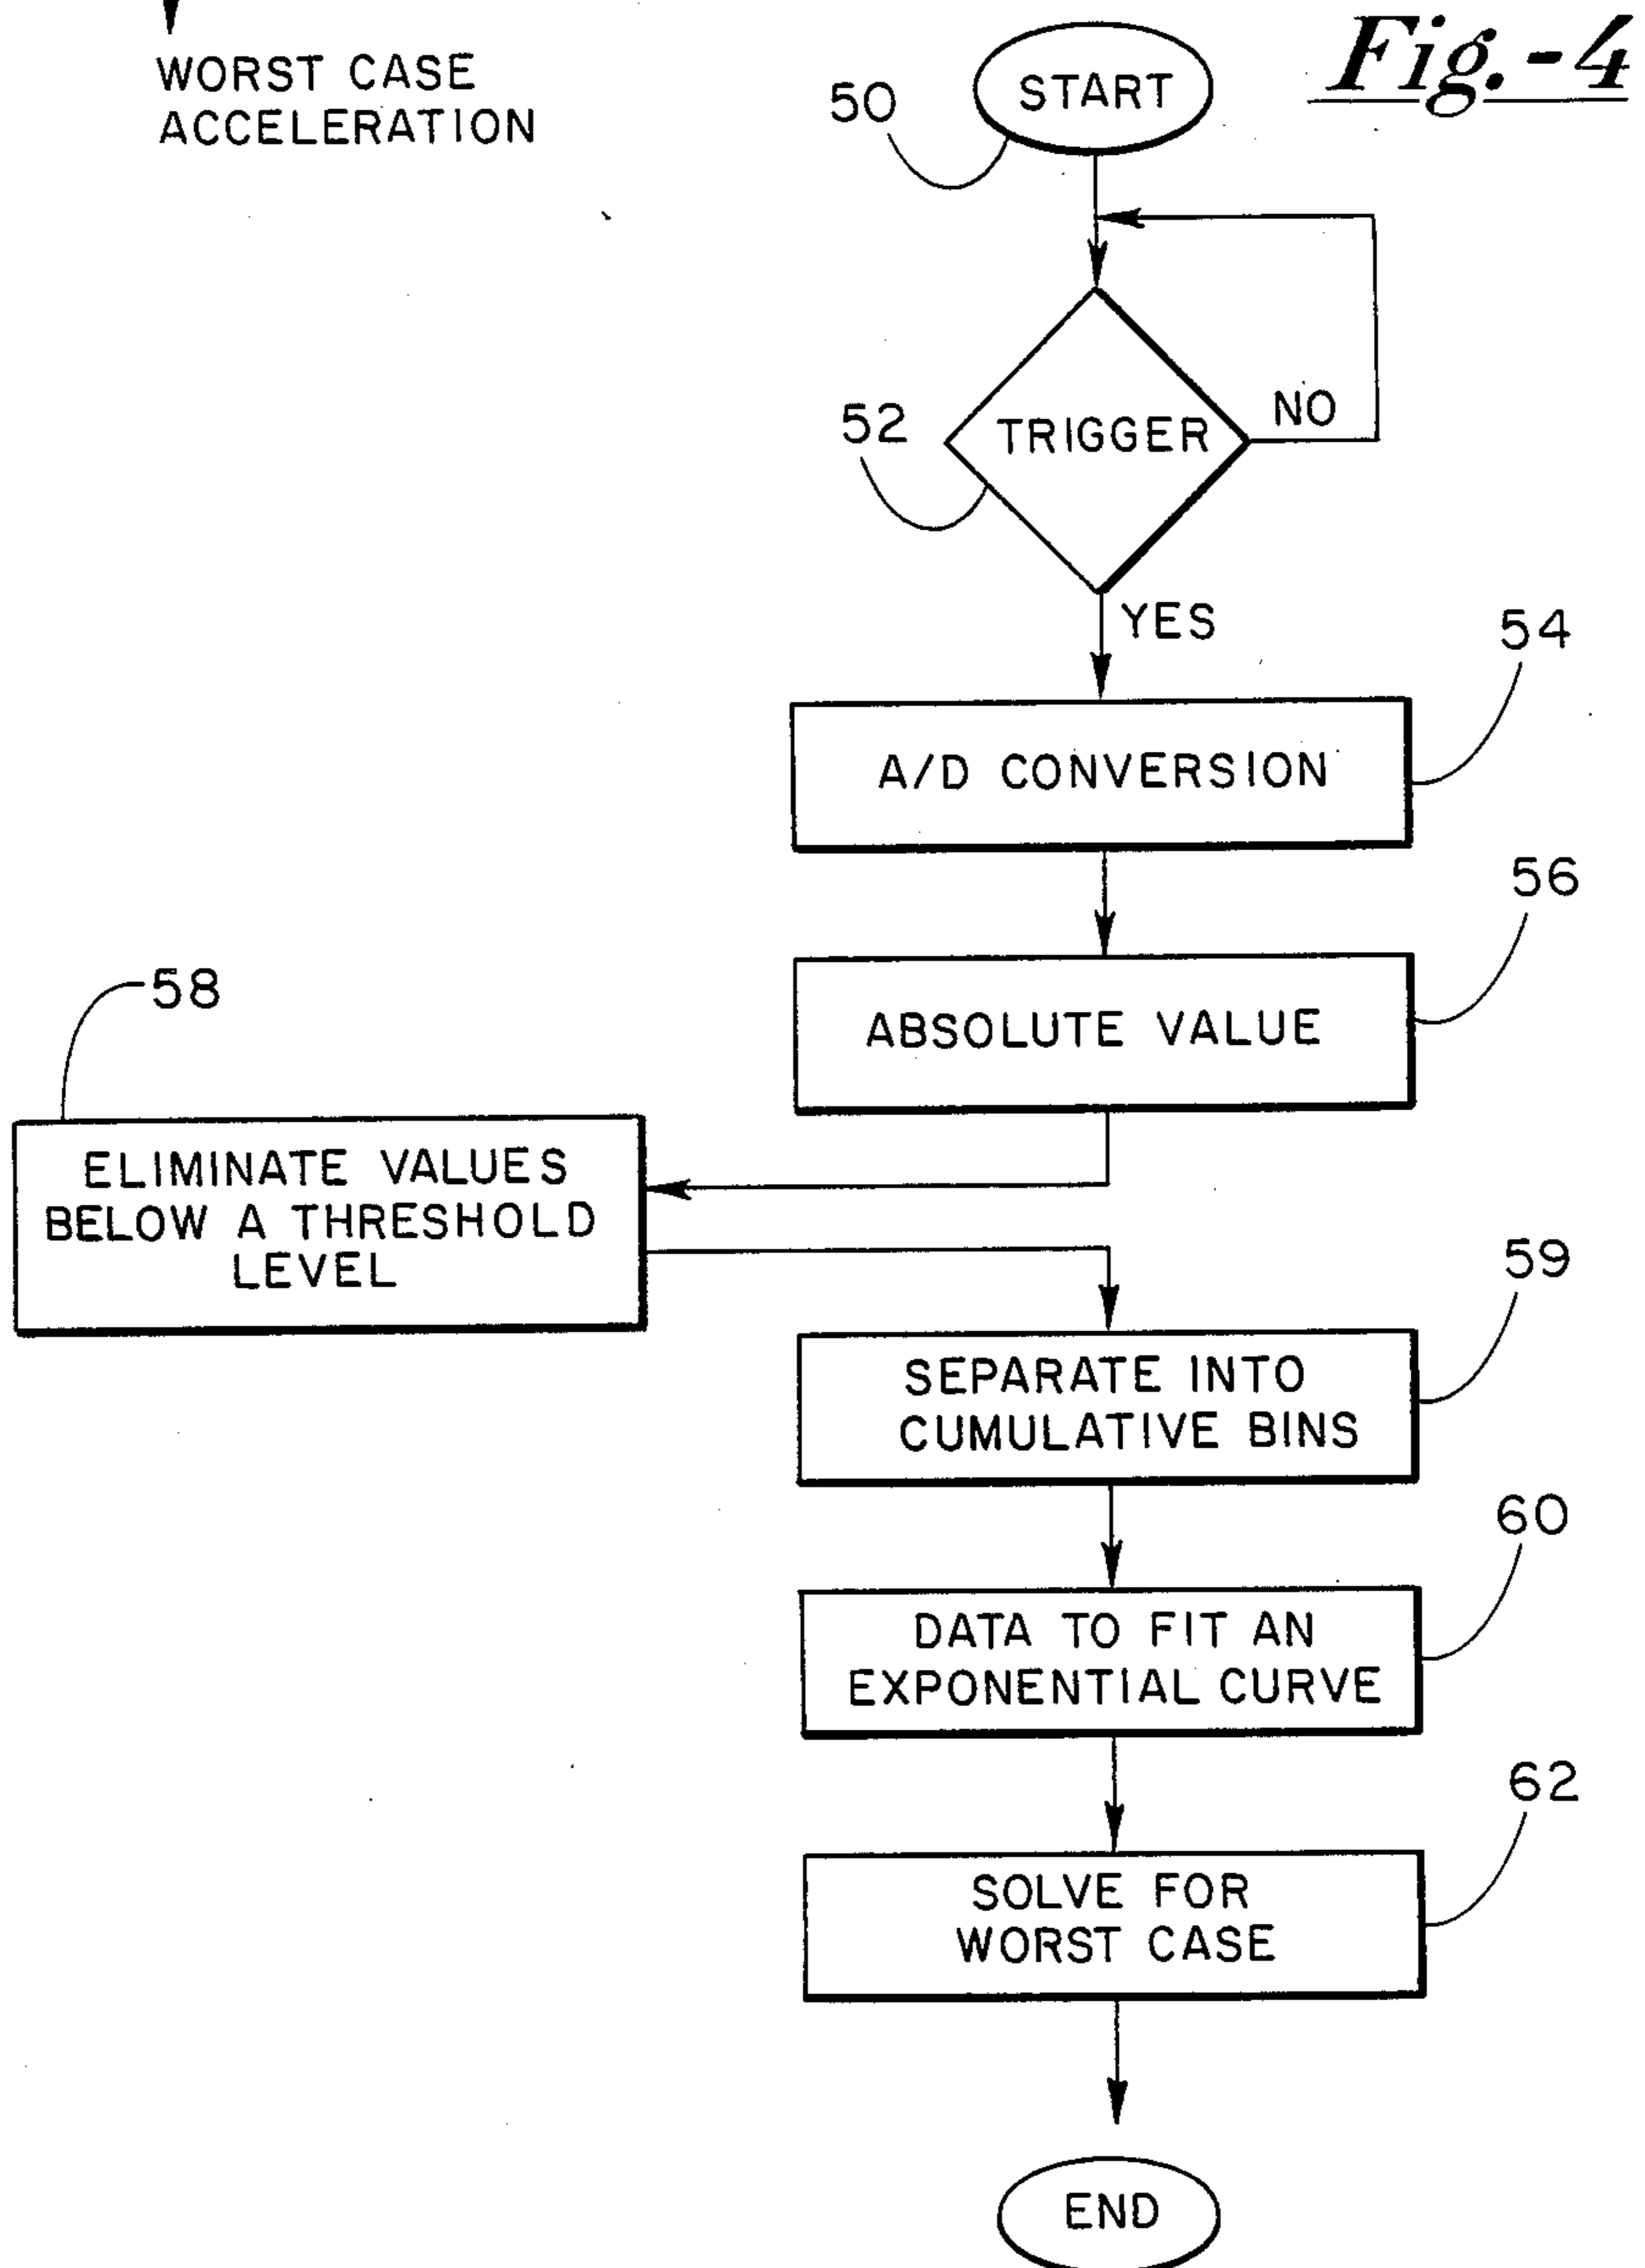 WORST CASE
ACCELERATION
Fig.-4
50
START
52
TRIGGER
NO
YES
54
A/D CONVERSION
56
ABSOLUTE VALUE
58
ELIMINATE VALUES
BELOW A THRESHOLD
LEVEL
59
SEPARATE INTO
CUMULATIVE BINS
60
DATA TO FIT AN
EXPONENTIAL CURVE
62
SOLVE FOR
WORST CASE
END